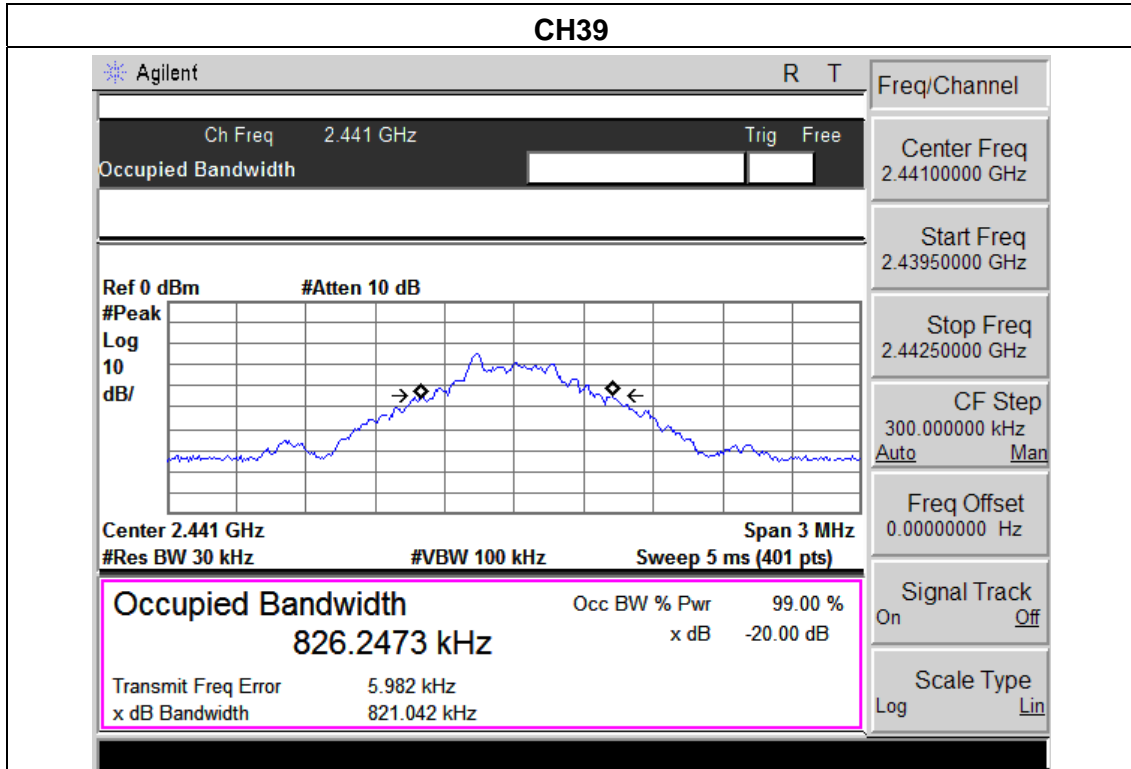 CH39
Agilent R T
Ch Freq 2.441 GHz Trig Free
Occupied Bandwidth
Ref 0 dBm #Atten 10 dB
#Peak
Log
10
dB/
Center 2.441 GHz Span 3 MHz
#Res BW 30 kHz #VBW 100 kHz Sweep 5 ms (401 pts)
Occupied Bandwidth Occ BW % Pwr 99.00 %
826.2473 kHz x dB -20.00 dB
Transmit Freq Error 5.982 kHz
x dB Bandwidth 821.042 kHz
Freq/Channel
Center Freq
2.44100000 GHz
Start Freq
2.43950000 GHz
Stop Freq
2.44250000 GHz
CF Step
300.000000 kHz
Auto Man
Freq Offset
0.00000000 Hz
Signal Track
On Off
Scale Type
Log Lin